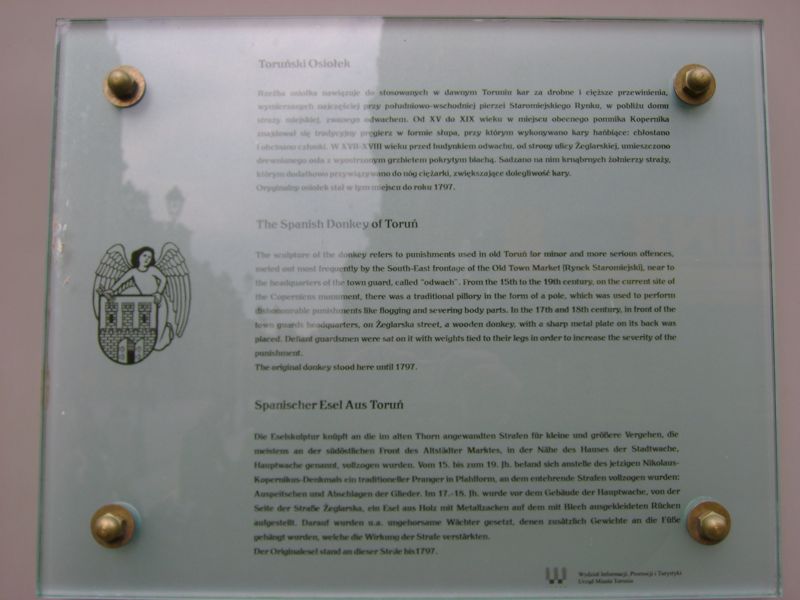 Toruński Osiołek
Rzeźba osiołka nawiązuje do stosowanych w dawnym Toruniu kar za drobne i cięższe przewinienia,
wymierzanych najczęściej przy południowo-wschodniej pierzei Staromiejskiego Rynku, w pobliżu domu
straży miejskiej, zwanego odwachem. Od XV do XIX wieku w miejscu obecnego pomnika Kopernika
znajdował się tradycyjny pręgierz w formie słupa, przy którym wykonywano kary hańbiące: chłostano
i obcinano członki. W XVII-XVIII wieku przed budynkiem odwachu, od strony ulicy Żeglarskiej, umieszczono
drewnianego osła z wyostrzonym grzbietem pokrytym blachą. Sadzano na nim krnąbrnych żołnierzy straży,
którym dodatkowo przywiązywano do nóg ciężarki, zwiększające dolegliwość kary.
Oryginalny osiołek stał w tym miejscu do roku 1797.
The Spanish Donkey of Toruń
The sculpture of the donkey refers to punishments used in old Toruń for minor and more serious offences,
meted out most frequently by the South-East frontage of the Old Town Market (Rynek Staromiejski), near to
the headquarters of the town guard, called "odwach". From the 15th to the 19th century, on the current site of
the Copernicus monument, there was a traditional pillory in the form of a pole, which was used to perform
dishonourable punishments like flogging and severing body parts. In the 17th and 18th century, in front of the
town guards headquarters, on Żeglarska street, a wooden donkey, with a sharp metal plate on its back was
placed. Defiant guardsmen were sat on it with weights tied to their legs in order to increase the severity of the
punishment.
The original donkey stood here until 1797.
Spanischer Esel Aus Toruń
Die Eselskulptur knüpft an die im alten Thorn angewandten Strafen für kleine und größere Vergehen, die
meistens an der südöstlichen Front des Altstädter Marktes, in der Nähe des Hauses der Stadtwache,
Hauptwache genannt, vollzogen wurden. Vom 15. bis zum 19. Jh. befand sich anstelle des jetzigen Nikolaus-
Kopernikus-Denkmals ein traditioneller Pranger in Pfahlform, an dem entehrende Strafen vollzogen wurden:
Auspeitschen und Abschlagen der Glieder. Im 17.-18. Jh. wurde vor dem Gebäude der Hauptwache, von der
Seite der Straße Żeglarska, ein Esel aus Holz mit Metallzacken auf dem mit Blech ausgekleideten Rücken
aufgestellt. Darauf wurden u.a. ungehorsame Wächter gesetzt, denen zusätzlich Gewichte an die Füße
gehängt wurden, welche die Wirkung der Strafe verstärkten.
Der Originalesel stand an dieser Stelle bis 1797.
Wydział Informacji, Promocji i Turystyki
Urząd Miasta Torunia